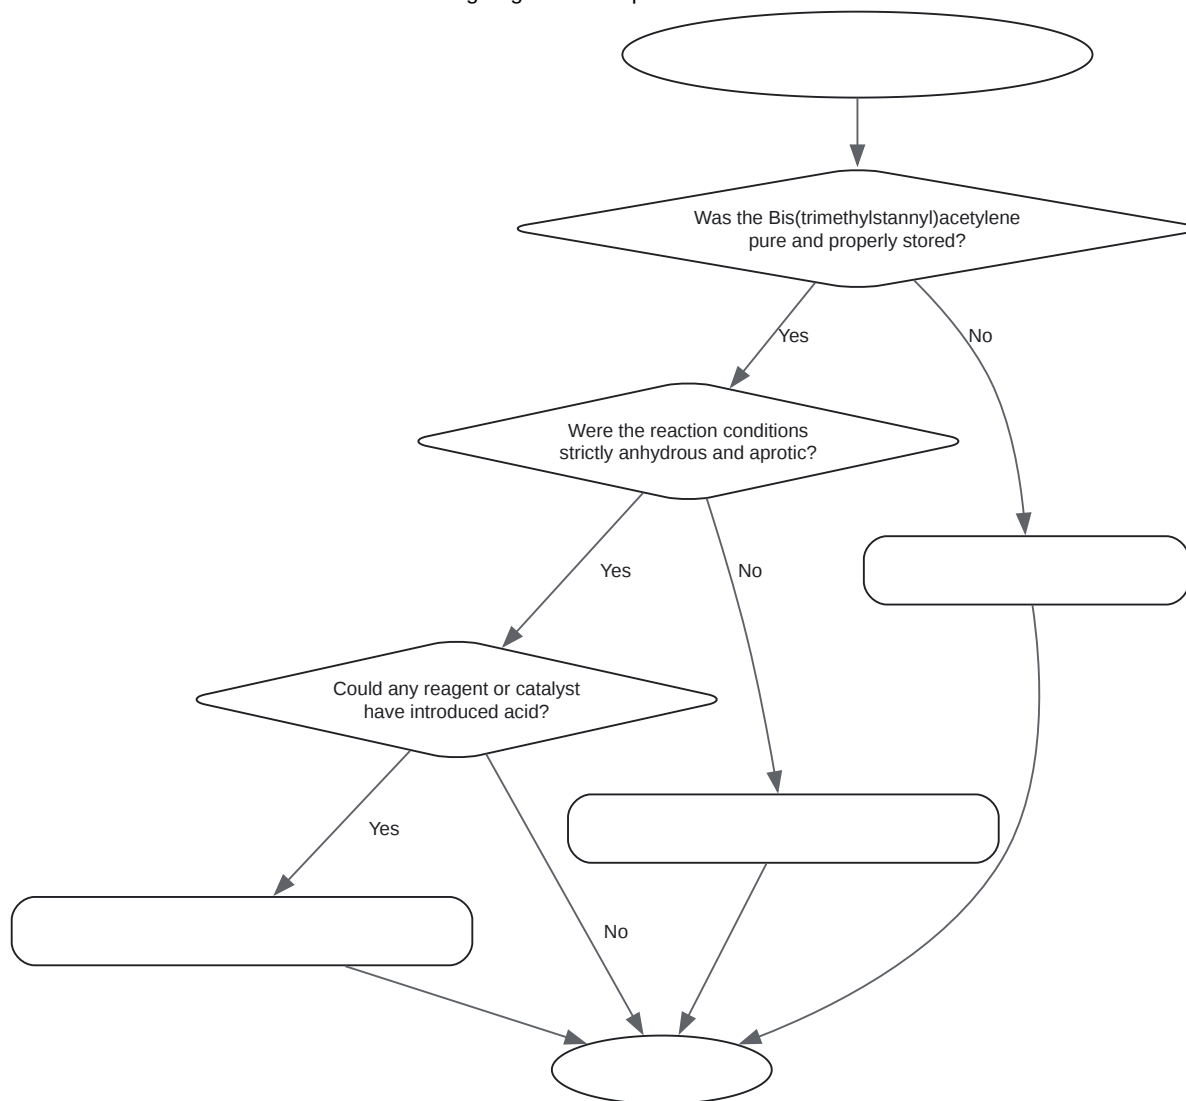 Was the Bis(trimethylstannyl)acetylene
pure and properly stored?
Yes
No
Were the reaction conditions
strictly anhydrous and aprotic?
Yes
No
Could any reagent or catalyst
have introduced acid?
Yes
No